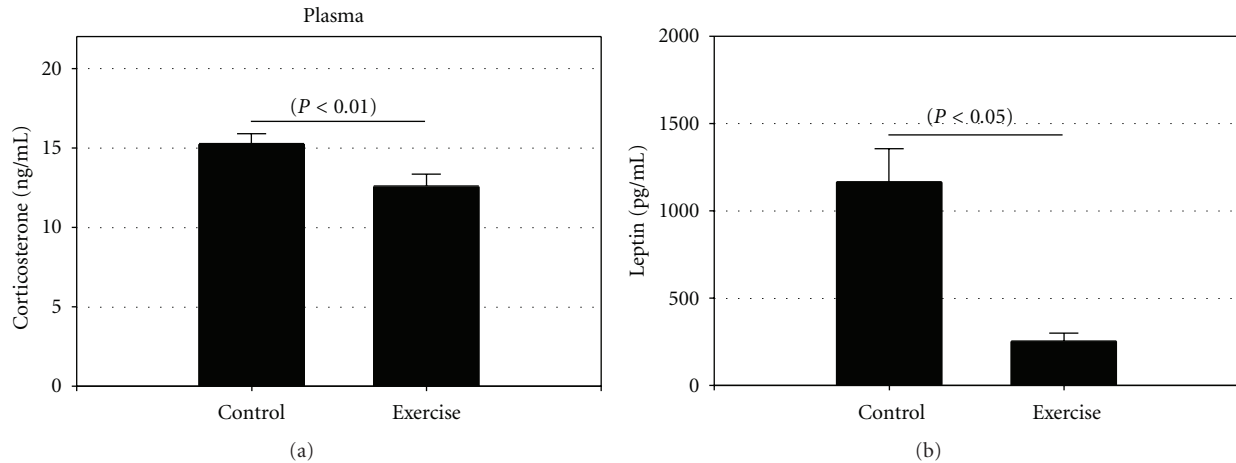 Plasma
Corticosterone (ng/mL)
20
15
10
5
0
(P < 0.01)
Control
Exercise
(a)
Leptin (pg/mL)
2000
1500
1000
500
0
(P < 0.05)
Control
Exercise
(b)